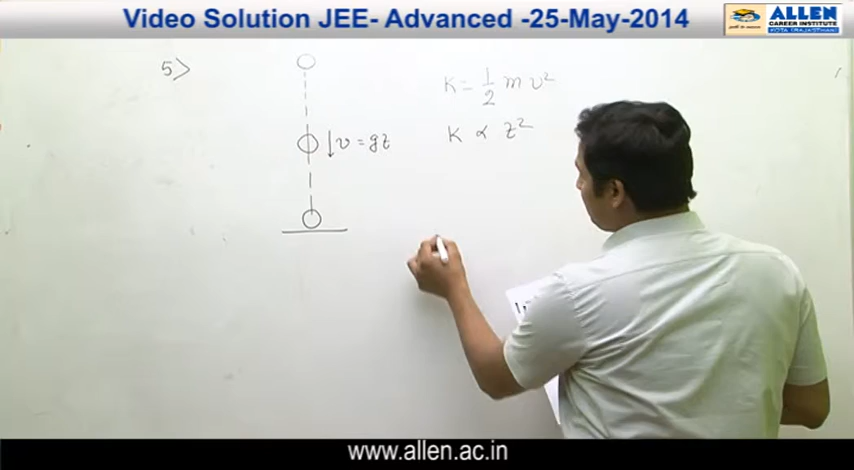 Video Solution JEE- Advanced -25-May-2014
ALLEN
CAREER INSTITUTE
KOTA (RAJASTHAN)
5>
K = 1/2 m v²
v = gt
K ∝ t²
www.allen.ac.in